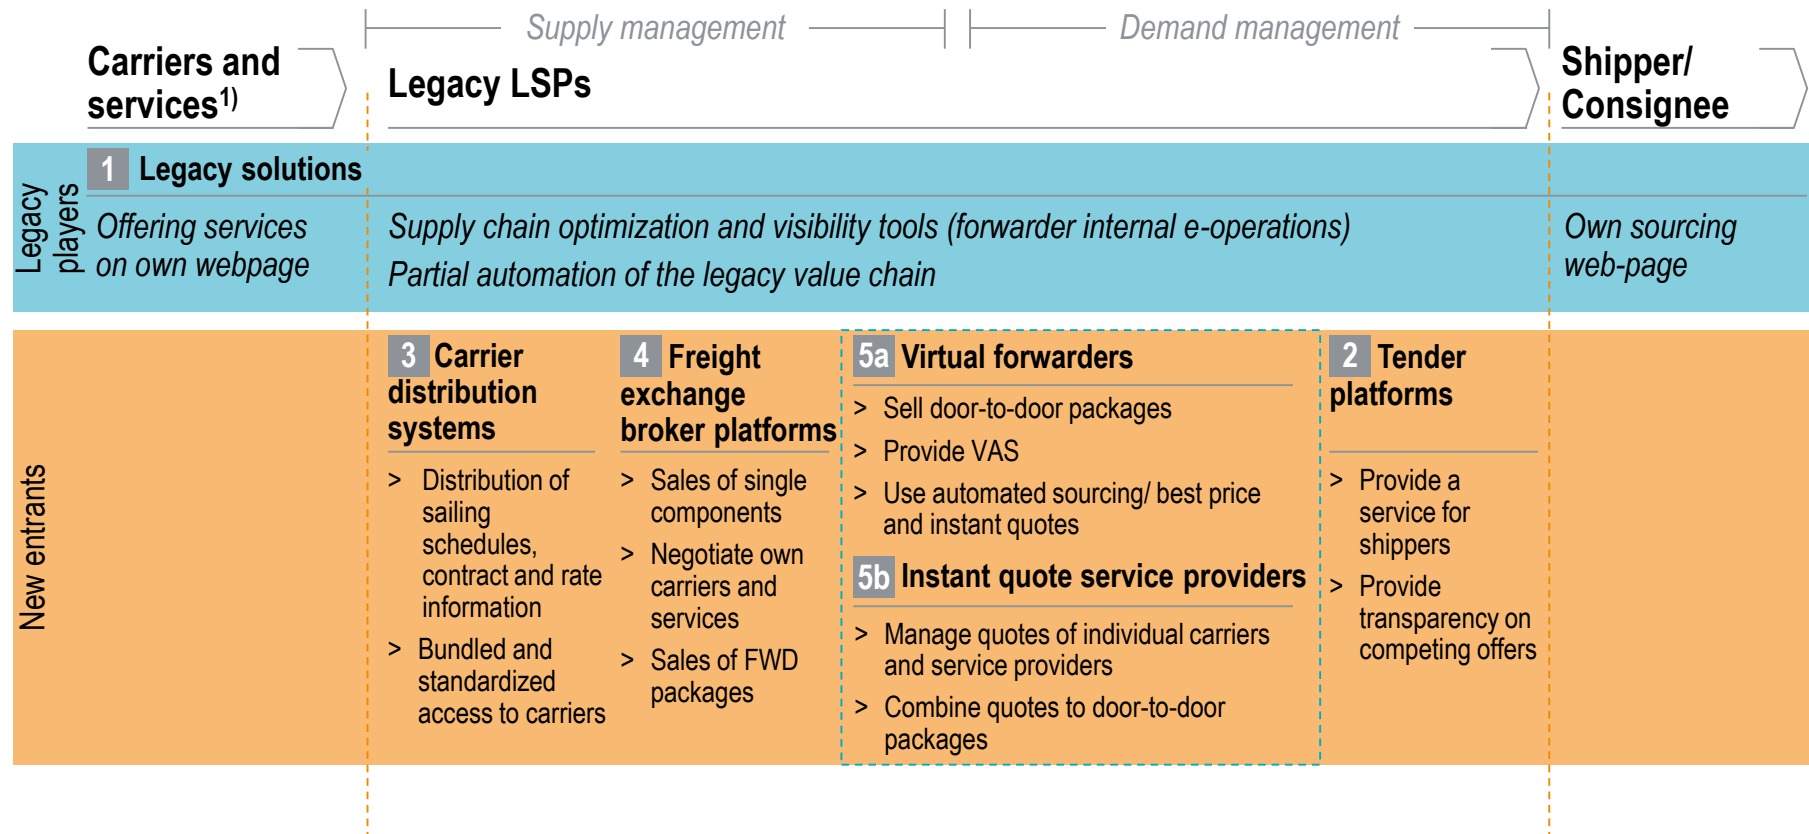 Supply management
Demand management
Carriers and
services1)
Legacy LSPs
Shipper/
Consignee
Legacy
players
1 Legacy solutions
Offering services
on own webpage
Supply chain optimization and visibility tools (forwarder internal e-operations)
Partial automation of the legacy value chain
Own sourcing
web-page
New entrants
3 Carrier
distribution
systems
> Distribution of
sailing
schedules,
contract and rate
information
> Bundled and
standardized
access to carriers
4 Freight
exchange
broker platforms
> Sales of single
components
> Negotiate own
carriers and
services
> Sales of FWD
packages
5a Virtual forwarders
> Sell door-to-door packages
> Provide VAS
> Use automated sourcing/ best price
and instant quotes
5b Instant quote service providers
> Manage quotes of individual carriers
and service providers
> Combine quotes to door-to-door
packages
2 Tender
platforms
> Provide a
service for
shippers
> Provide
transparency on
competing offers